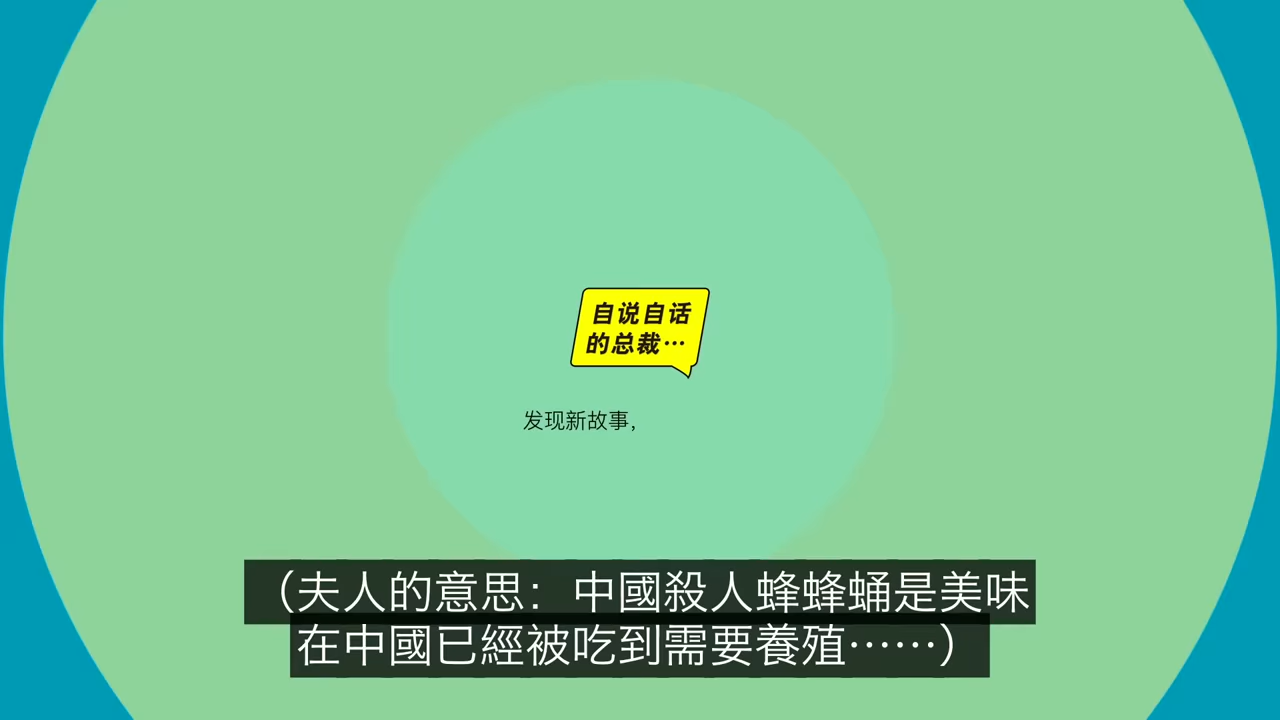 自说自话
的总裁…
发现新故事，
（夫人的意思：中國殺人蜂蜂蛹是美味
在中國已經被吃到需要養殖……）